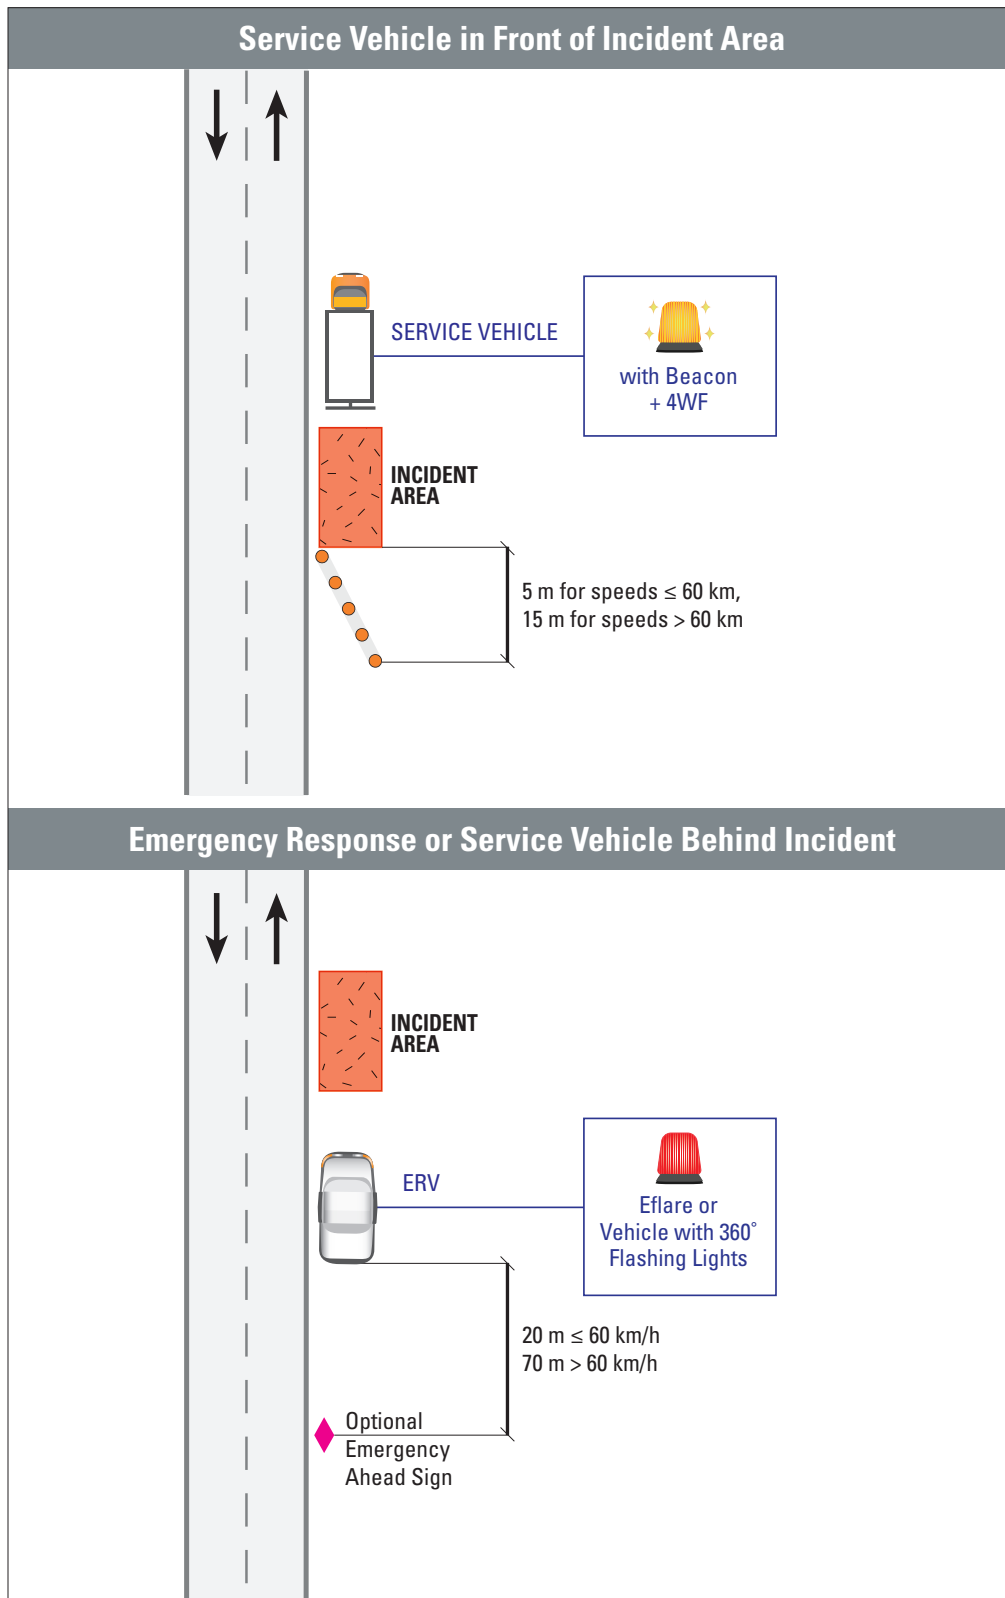 Service Vehicle in Front of Incident Area
SERVICE VEHICLE
with Beacon
+ 4WF
INCIDENT
AREA
5 m for speeds ≤ 60 km,
15 m for speeds > 60 km
Emergency Response or Service Vehicle Behind Incident
INCIDENT
AREA
ERV
Eflare or
Vehicle with 360˚
Flashing Lights
20 m ≤ 60 km/h
70 m > 60 km/h
Optional
Emergency
Ahead Sign